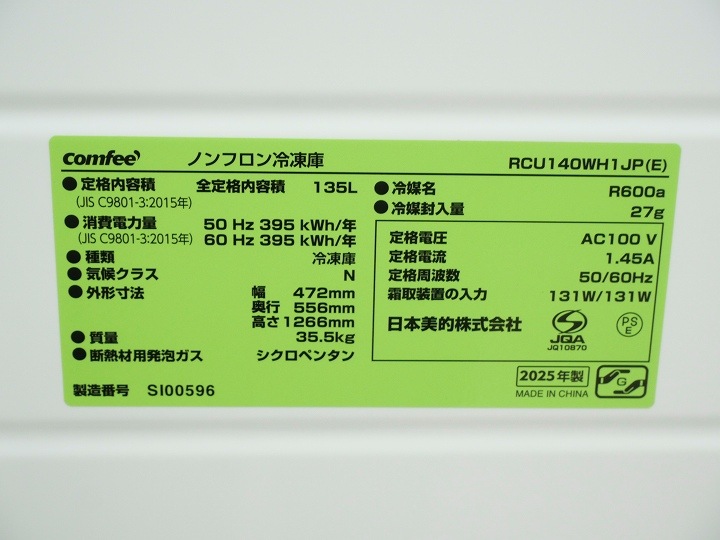 comfee' ノンフロン冷凍庫 RCU140WH1JP(E)
●定格内容積 全定格内容積 135L
(JIS C9801-3:2015年)
●消費電力量 50 Hz 395 kWh/年
(JIS C9801-3:2015年) 60 Hz 395 kWh/年
●種類 冷凍庫
●気候クラス N
●外形寸法 幅 472mm
奥行 556mm
高さ 1266mm
●質量 35.5kg
●断熱材用発泡ガス シクロペンタン
製造番号 SI00596
●冷媒名 R600a
●冷媒封入量 27g
定格電圧 AC100 V
定格電流 1.45A
定格周波数 50/60Hz
霜取装置の入力 131W/131W
日本美的株式会社
JQA
JQ10870
PS
E
2025年製
MADE IN CHINA
G